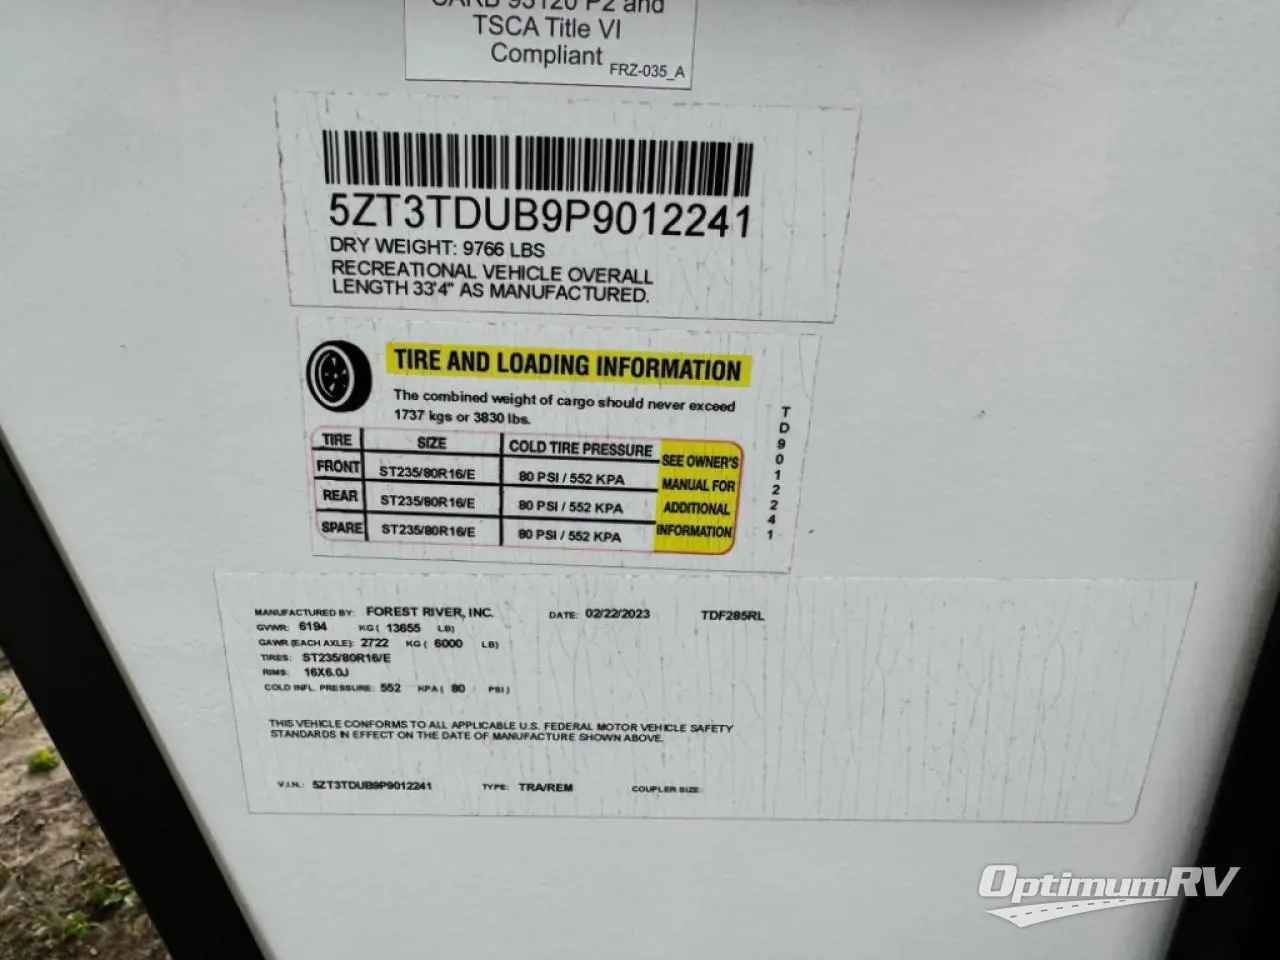 CARB 93120 P2 and
TSCA Title VI
Compliant
FRZ-035_A
5ZT3TDUB9P9012241
DRY WEIGHT: 9766 LBS
RECREATIONAL VEHICLE OVERALL
LENGTH 33'4" AS MANUFACTURED.
TIRE AND LOADING INFORMATION
The combined weight of cargo should never exceed
1737 kgs or 3830 lbs.
TIRE SIZE COLD TIRE PRESSURE
FRONT ST235/80R16/E 80 PSI / 552 KPA
REAR ST235/80R16/E 80 PSI / 552 KPA
SPARE ST235/80R16/E 80 PSI / 552 KPA
SEE OWNER'S
MANUAL FOR
ADDITIONAL
INFORMATION
TD9012241
MANUFACTURED BY: FOREST RIVER, INC. DATE: 02/22/2023 TDF285RL
GVWR: 6194 KG ( 13655 LB)
GAWR (EACH AXLE): 2722 KG ( 6000 LB)
TIRES: ST235/80R16/E
RIMS: 16X6.0J
COLD INFL. PRESSURE: 552 KPA ( 80 PSI )
THIS VEHICLE CONFORMS TO ALL APPLICABLE U.S. FEDERAL MOTOR VEHICLE SAFETY
STANDARDS IN EFFECT ON THE DATE OF MANUFACTURE SHOWN ABOVE.
V.I.N.: 5ZT3TDUB9P9012241 TYPE: TRA/REM COUPLER SIZE:
OptimumRV